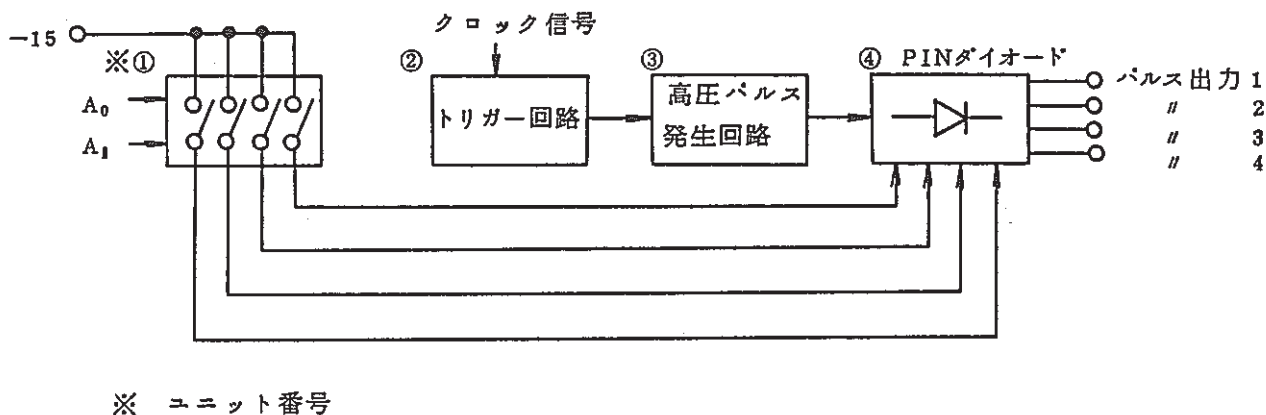 クロック信号
−15
※①
A₀
A₁
②
トリガー回路
③
高圧パルス
発生回路
④ PINダイオード
パルス出力 1
〃 2
〃 3
〃 4
※ ユニット番号